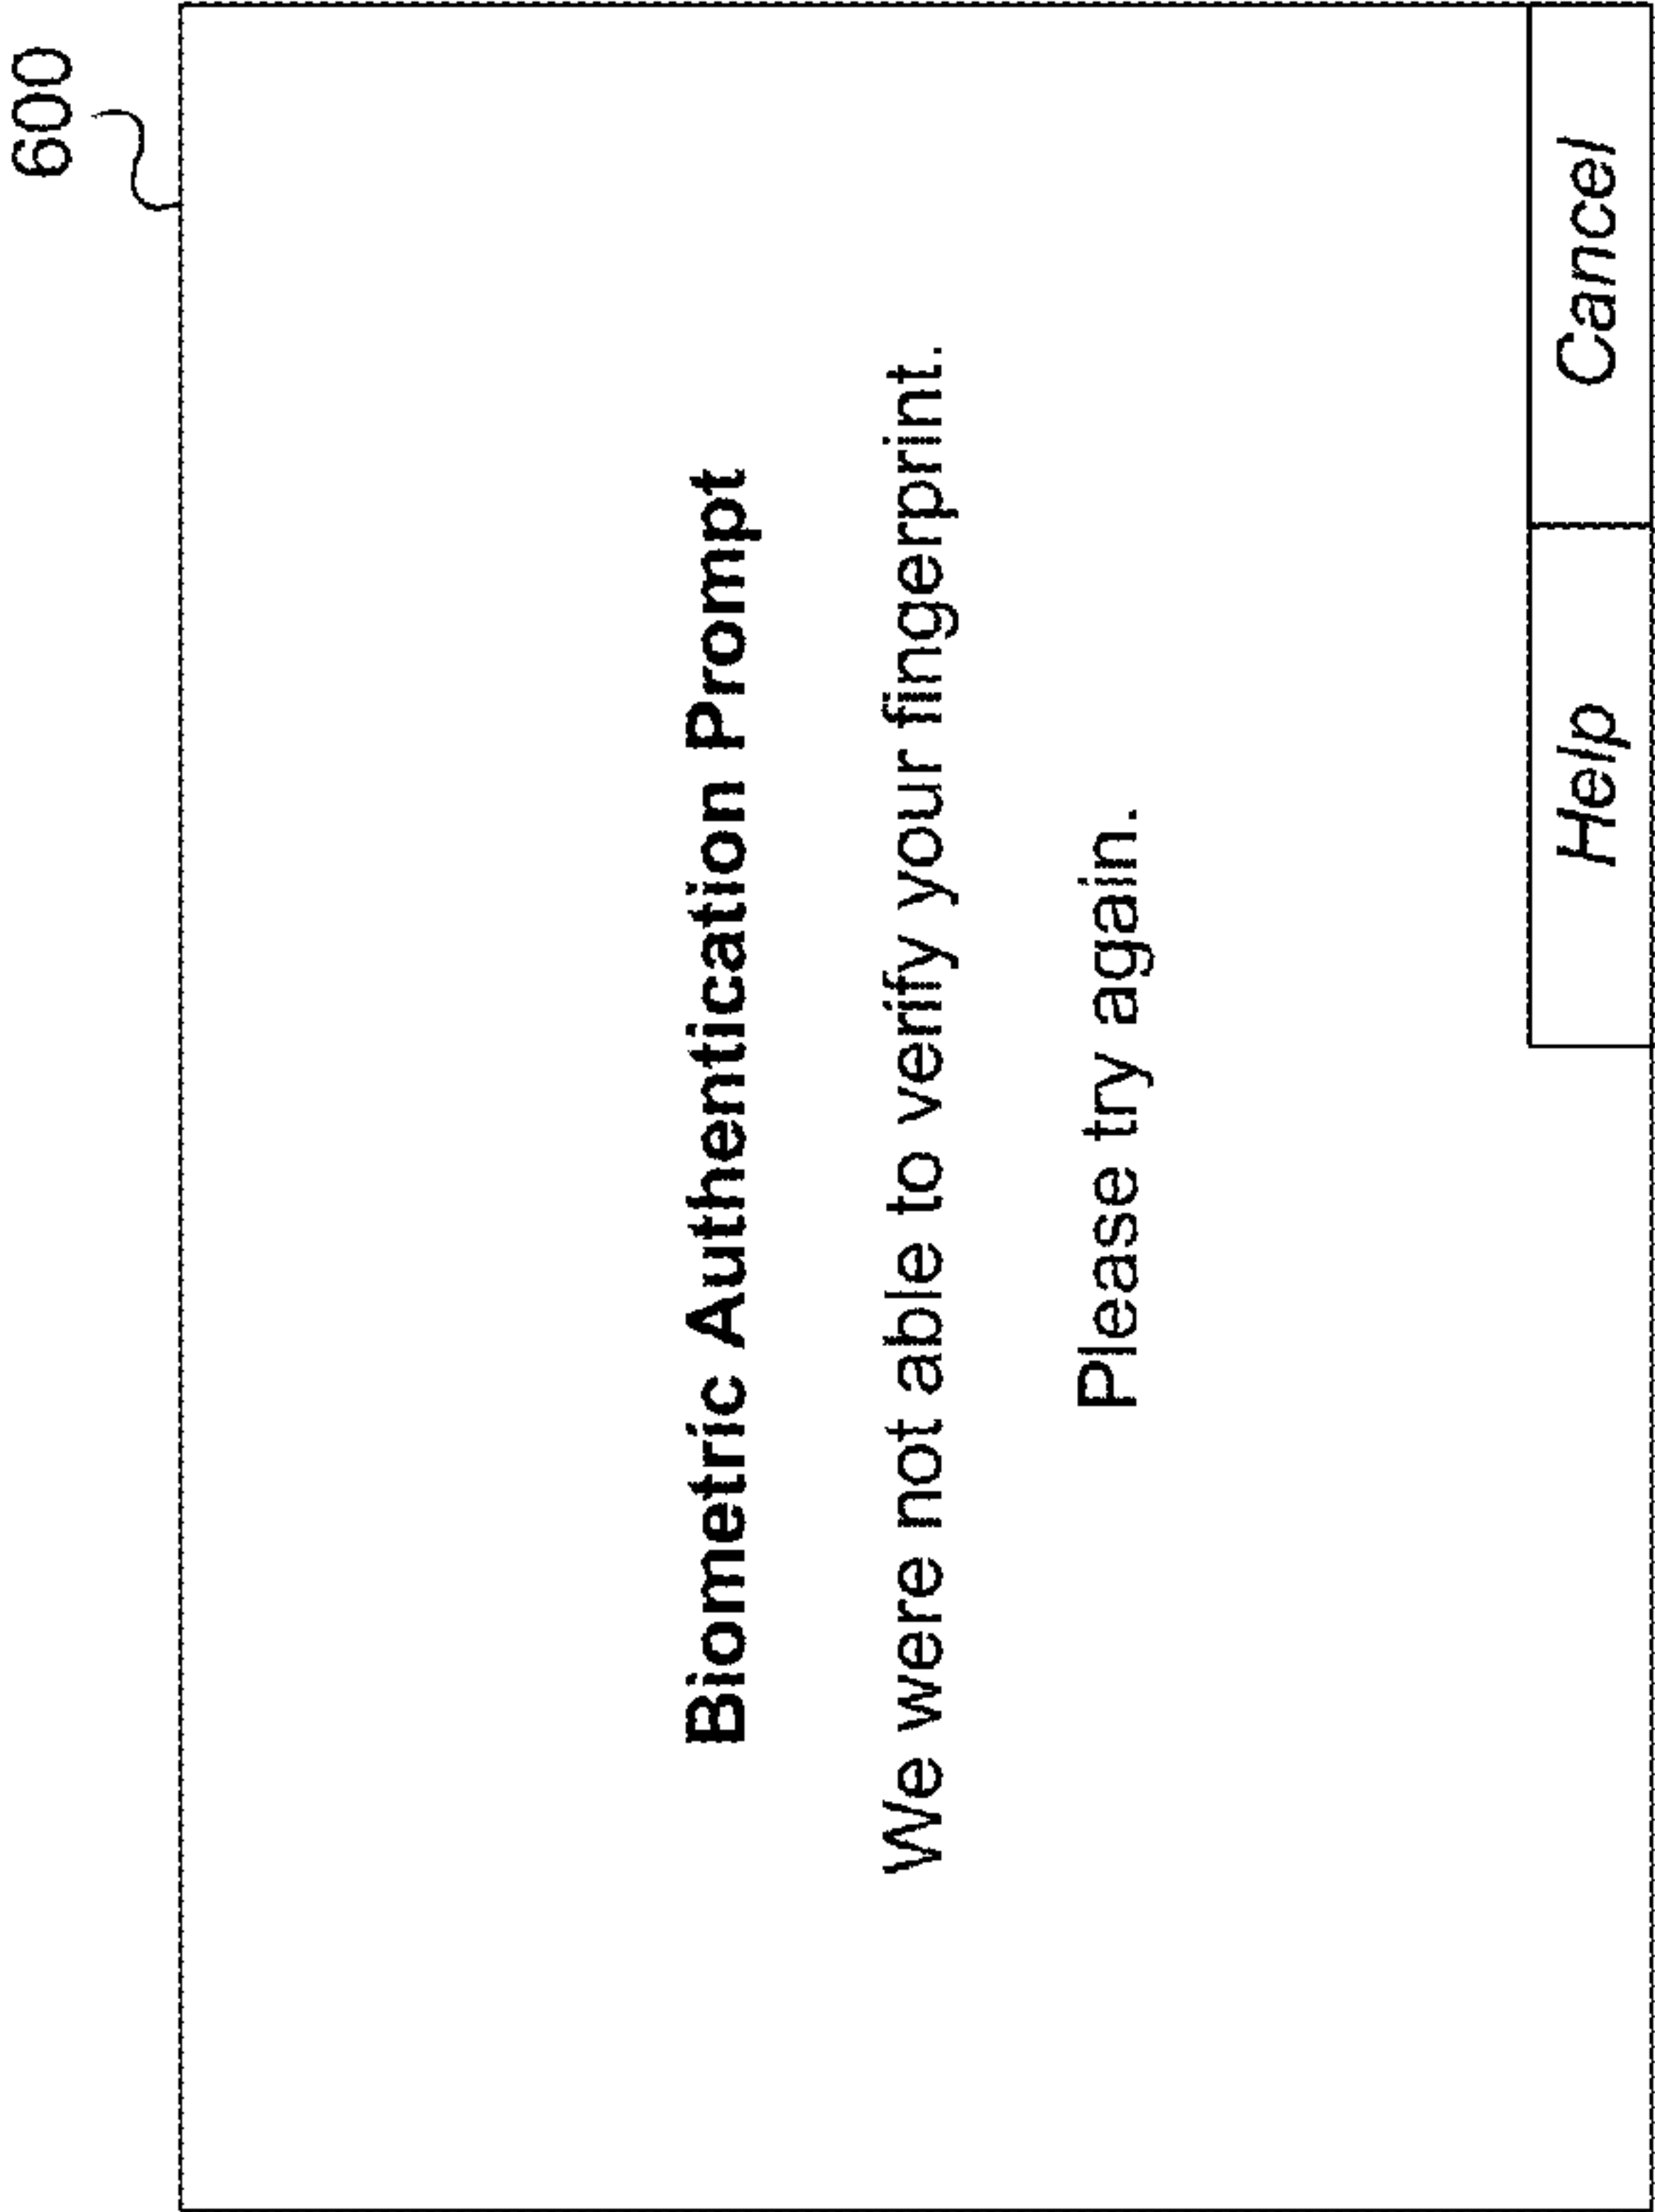 600
Biometric Authentication Prompt
We were not able to verify your fingerprint.
Please try again.
Help
Cancel